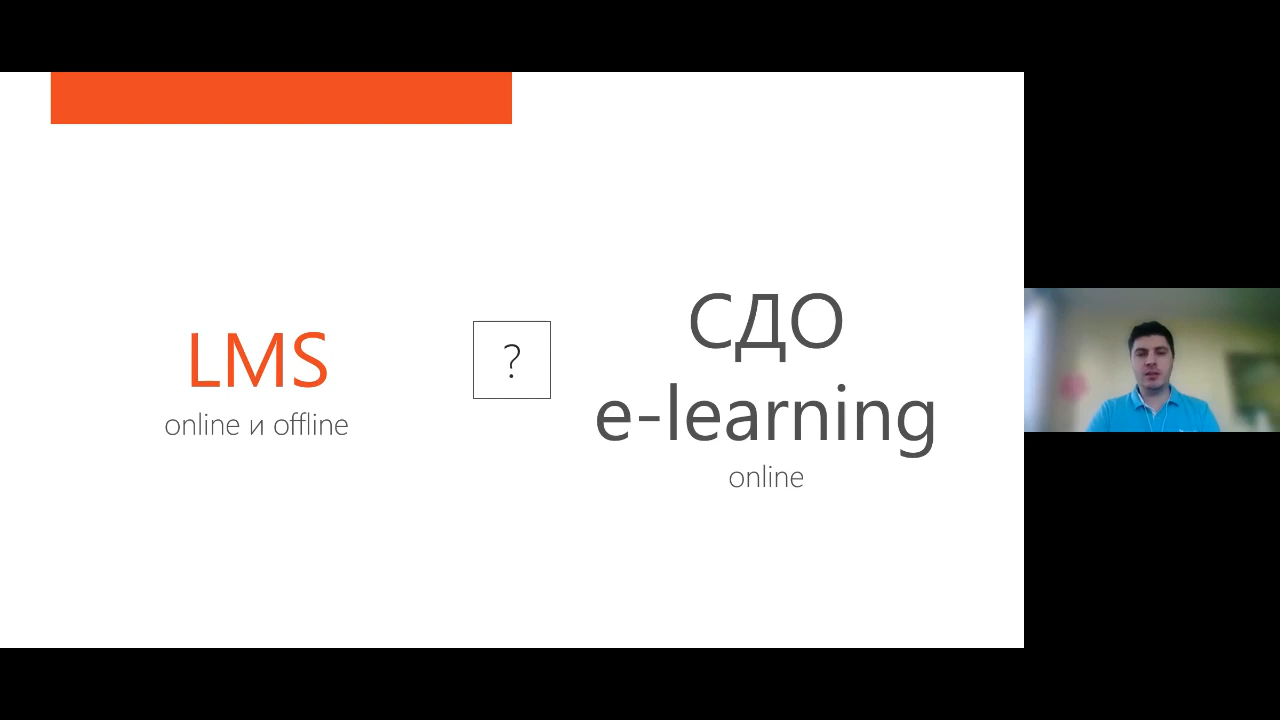 LMS
online и offline
?
СДО
e-learning
online